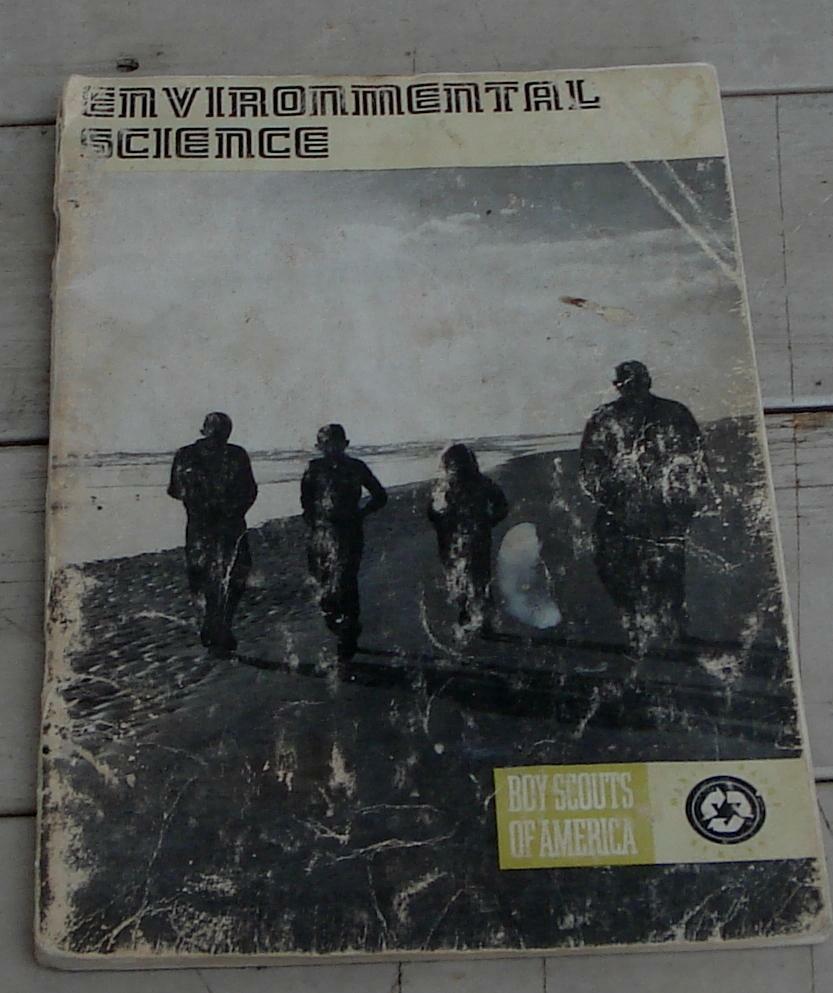 ENVIRONMENTAL
SCIENCE
BOY SCOUTS
OF AMERICA